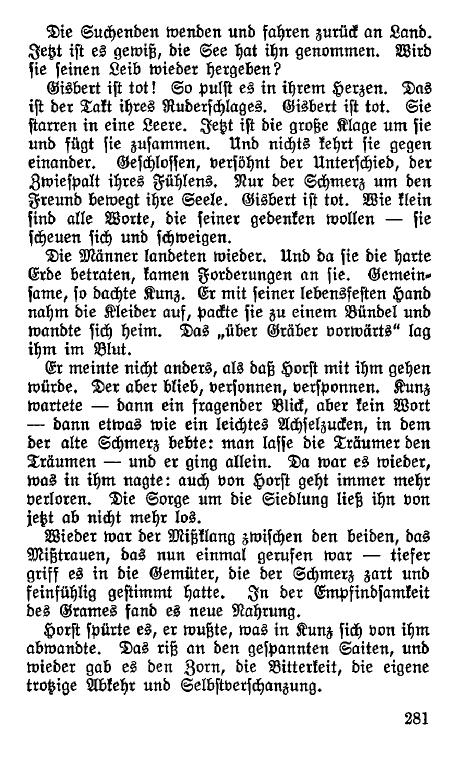 Die Suchenden wenden und fahren zurück an Land.
Jetzt ist es gewiß, die See hat ihn genommen. Wird
sie seinen Leib wieder hergeben?
Gisbert ist tot! So pulst es in ihrem Herzen. Das
ist der Takt ihres Ruderschlages. Gisbert ist tot. Sie
starren in eine Leere. Jetzt ist die große Klage um sie
und fügt sie zusammen. Und nichts kehrt sie gegen
einander. Geschlossen, versöhnt der Unterschied, der
Zwiespalt ihres Fühlens. Nur der Schmerz um den
Freund bewegt ihre Seele. Gisbert ist tot. Wie klein
sind alle Worte, die seiner gedenken wollen — sie
scheuen sich und schweigen.
Die Männer landeten wieder. Und da sie die harte
Erde betraten, kamen Forderungen an sie. Gemein-
same, so dachte Kunz. Er mit seiner lebensfesten Hand
nahm die Kleider auf, packte sie zu einem Bündel und
wandte sich heim. Das „über Gräber vorwärts“ lag
ihm im Blut.
Er meinte nicht anders, als daß Horst mit ihm gehen
würde. Der aber blieb, versonnen, versponnen. Kunz
wartete — dann ein fragender Blick, aber kein Wort
— dann etwas wie ein leichtes Achselzucken, in dem
der alte Schmerz bebte: man lasse die Träumer den
Träumen — und er ging allein. Da war es wieder,
was in ihm nagte: auch von Horst geht immer mehr
verloren. Die Sorge um die Siedlung ließ ihn von
jetzt ab nicht mehr los.
Wieder war der Mißklang zwischen den beiden, das
Mißtrauen, das nun einmal gerufen war — tiefer
griff es in die Gemüter, die der Schmerz zart und
feinfühlig gestimmt hatte. In der Empfindsamkeit
des Grames fand es neue Nahrung.
Horst spürte es, er wußte, was in Kunz sich von ihm
abwandte. Das riß an den gespannten Saiten, und
wieder gab es den Zorn, die Bitterkeit, die eigene
trotzige Abkehr und Selbstverschanzung.
281